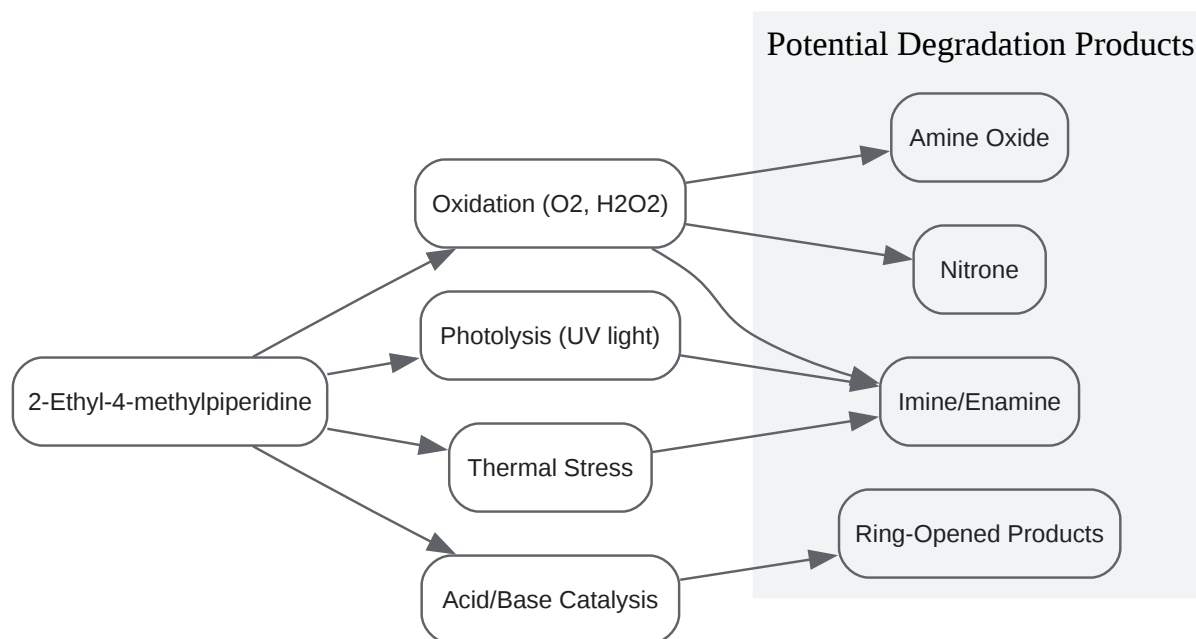 Potential Degradation Products
Amine Oxide
Oxidation (O2, H2O2)
Nitrone
Photolysis (UV light)
2-Ethyl-4-methylpiperidine
Imine/Enamine
Thermal Stress
Ring-Opened Products
Acid/Base Catalysis